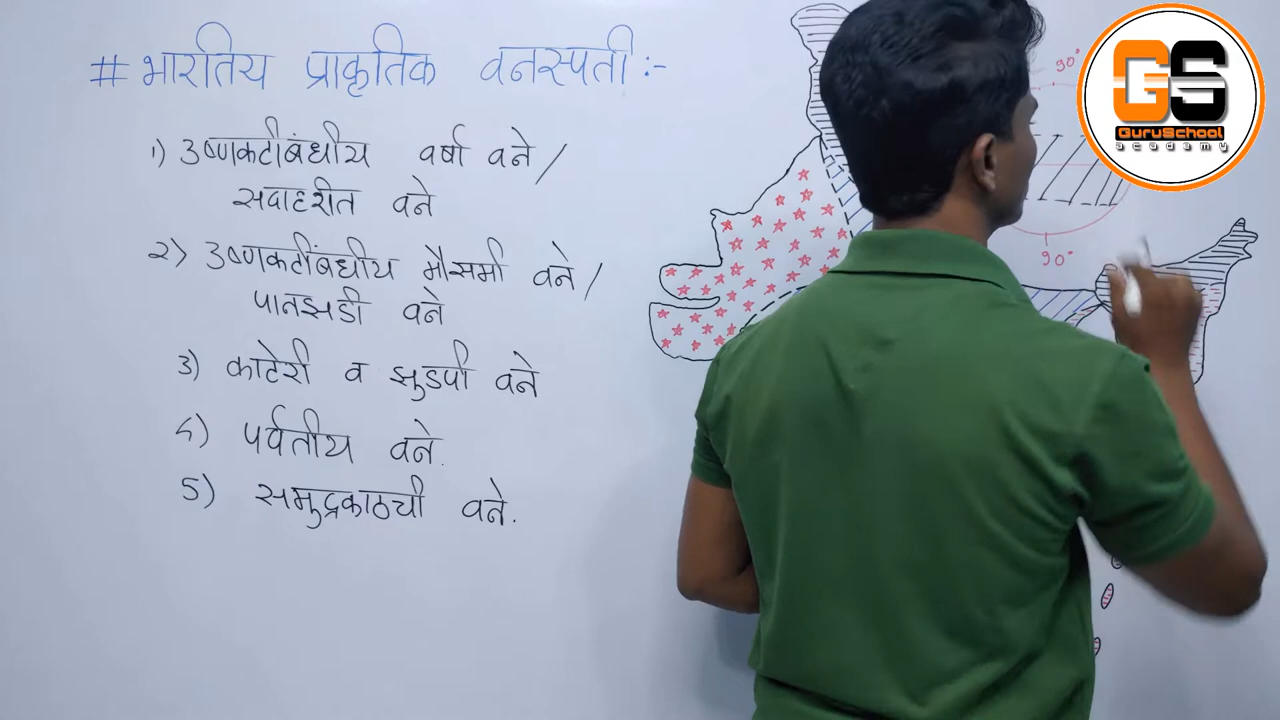 # भारतिय प्राकृतिक वनस्पती :-
१) उष्णकटीबंधीय वर्षा वने /
सदाहरीत वने
२) उष्णकटींबंधीय मौसमी वने /
पानझडी वने
३) काटेरी व झुडपी वने
४) पर्वतीय वने.
5) समुद्रकाठची वने.
90°
90°
GS
GuruSchool
academy